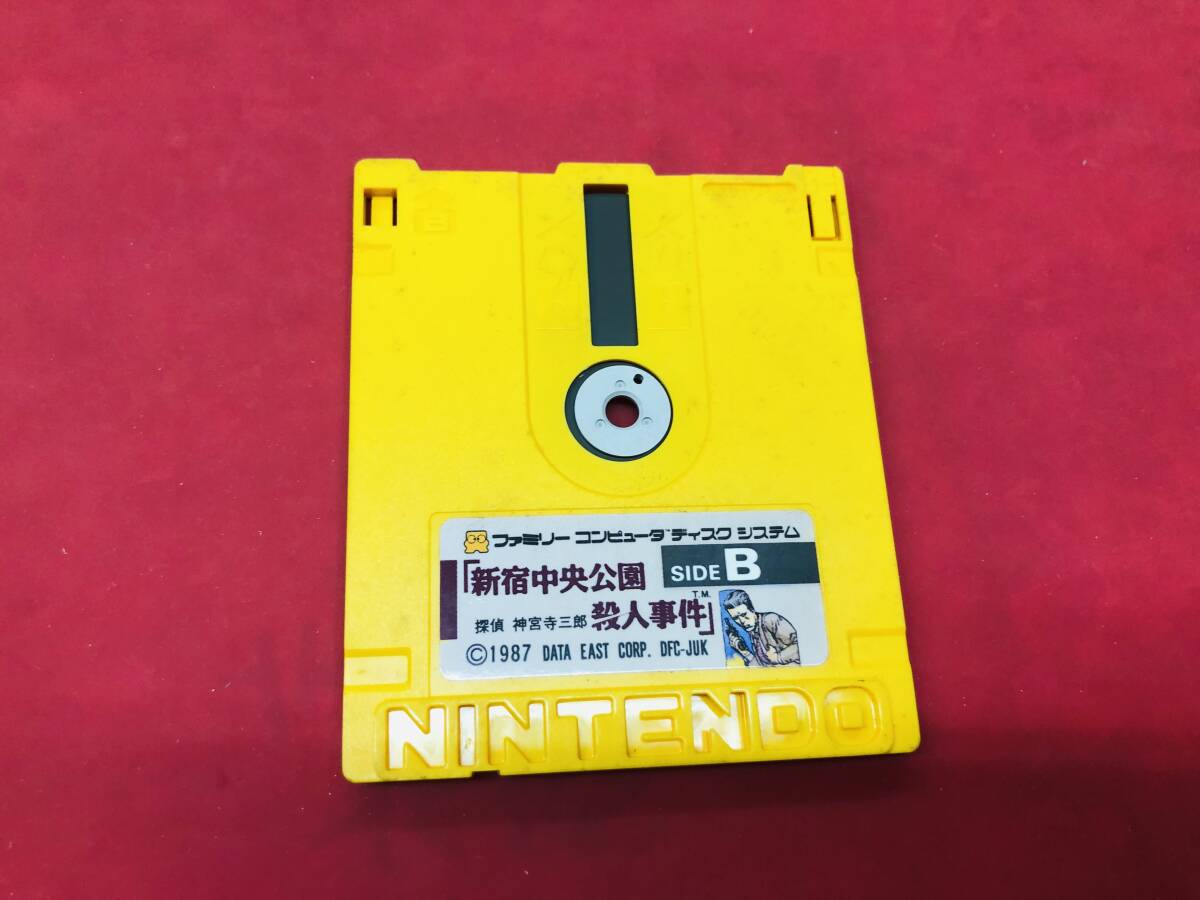 ファミリー コンピュータ™ ディスク システム
SIDE B
「新宿中央公園
探偵 神宮寺三郎 殺人事件」T.M.
©1987 DATA EAST CORP. DFC-JUK
NINTENDO